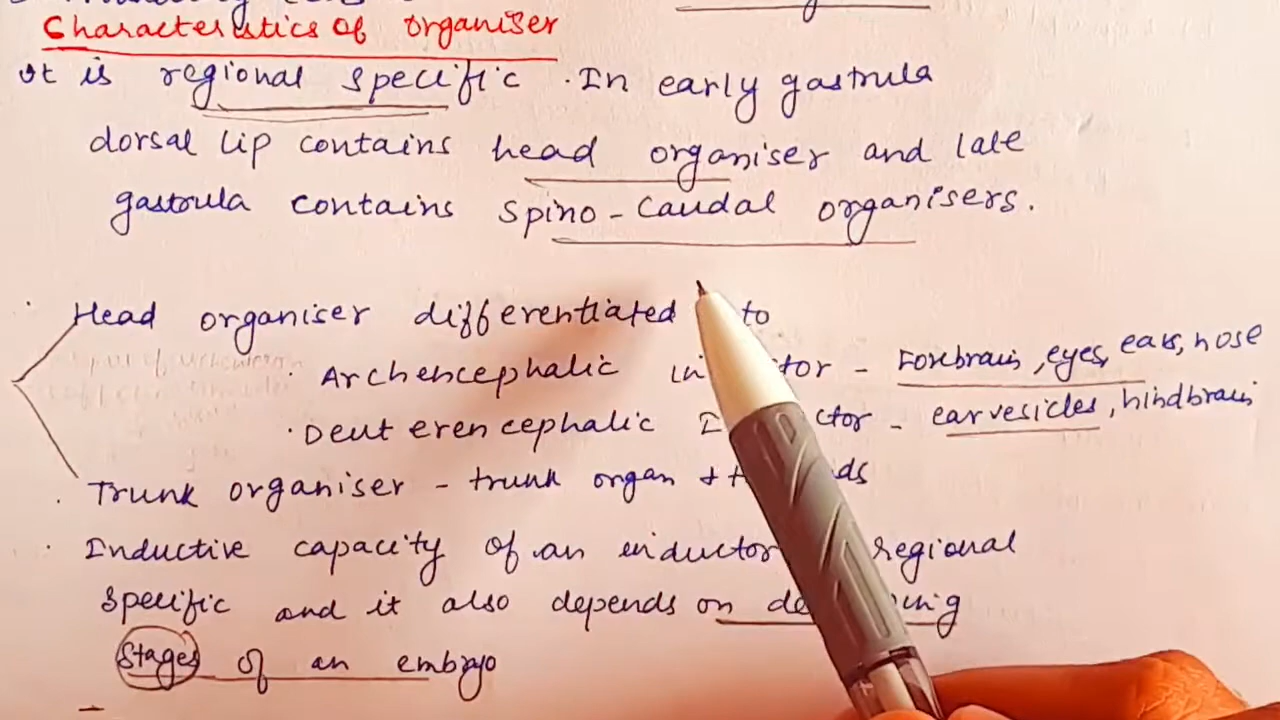 Characteristics of organiser
It is regional specific. In early gastrula
dorsal lip contains head organiser and late
gastrula contains spino-caudal organisers.
Head organiser differentiated to
Archencephalic - Forebrain, eyes, ears, nose
Deuterencephalic - ear vesicles, hindbrain
Trunk organiser - trunk organ +
Inductive capacity of an inductor regional
specific and it also depends on
stages of an embryo